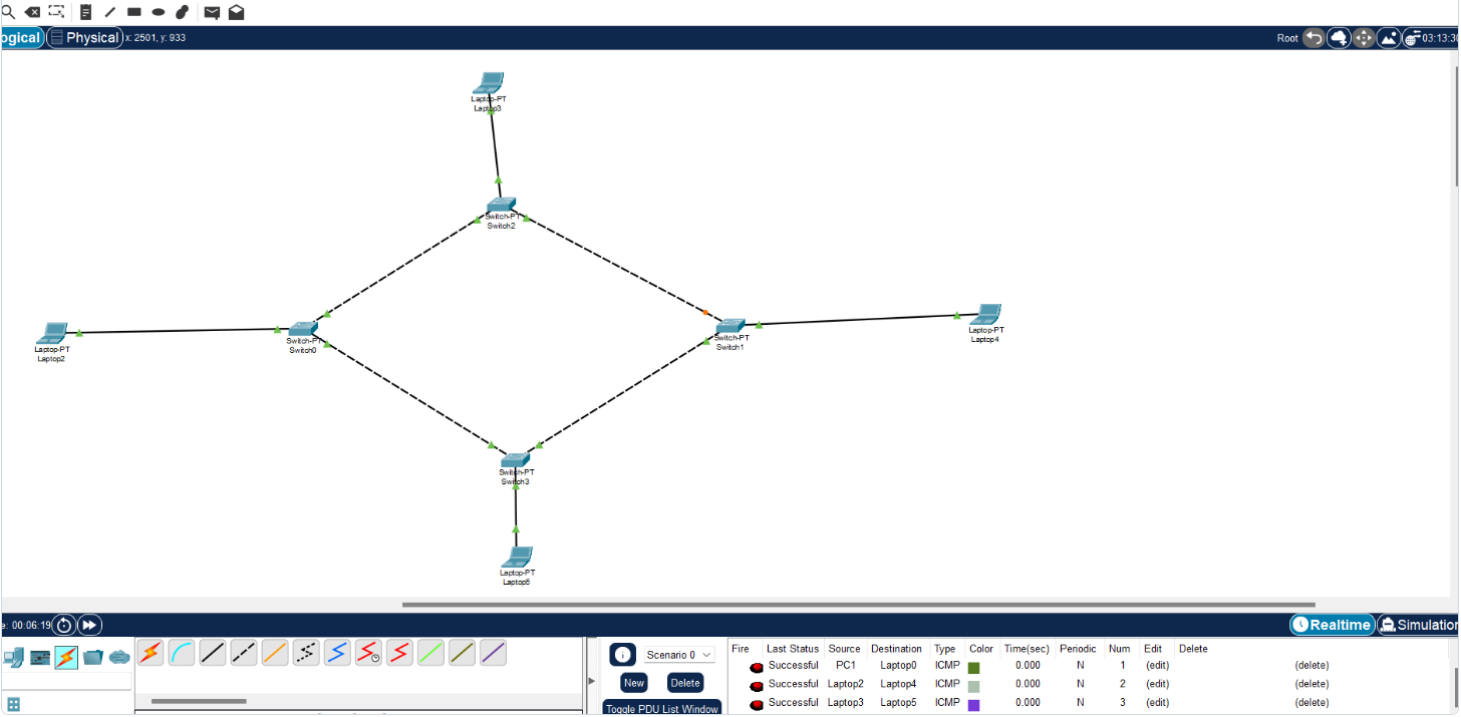 ogical Physical x: 2501, y: 933 Root 03:13:30
Laptop-PT
Laptop3
Switch-PT
Switch2
Laptop-PT
Laptop2
Switch-PT
Switch0
Switch-PT
Switch1
Laptop-PT
Laptop4
Switch-PT
Switch3
Laptop-PT
Laptop5
e: 00:06:19 Realtime Simulation
Scenario 0
New Delete
Toggle PDU List Window
Fire Last Status Source Destination Type Color Time(sec) Periodic Num Edit Delete
Successful PC1 Laptop0 ICMP 0.000 N 1 (edit) (delete)
Successful Laptop2 Laptop4 ICMP 0.000 N 2 (edit) (delete)
Successful Laptop3 Laptop5 ICMP 0.000 N 3 (edit) (delete)